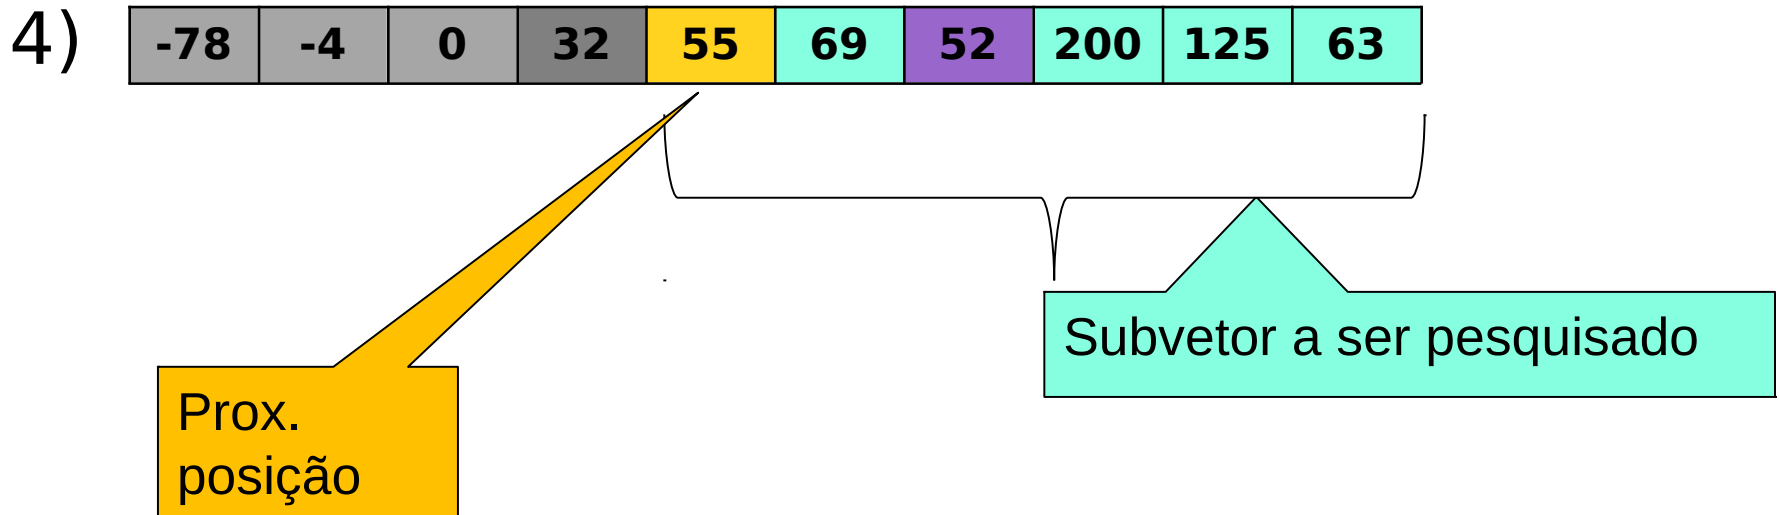 4) -78 -4 0 32 55 69 52 200 125 63
Subvetor a ser pesquisado
Prox.
posição